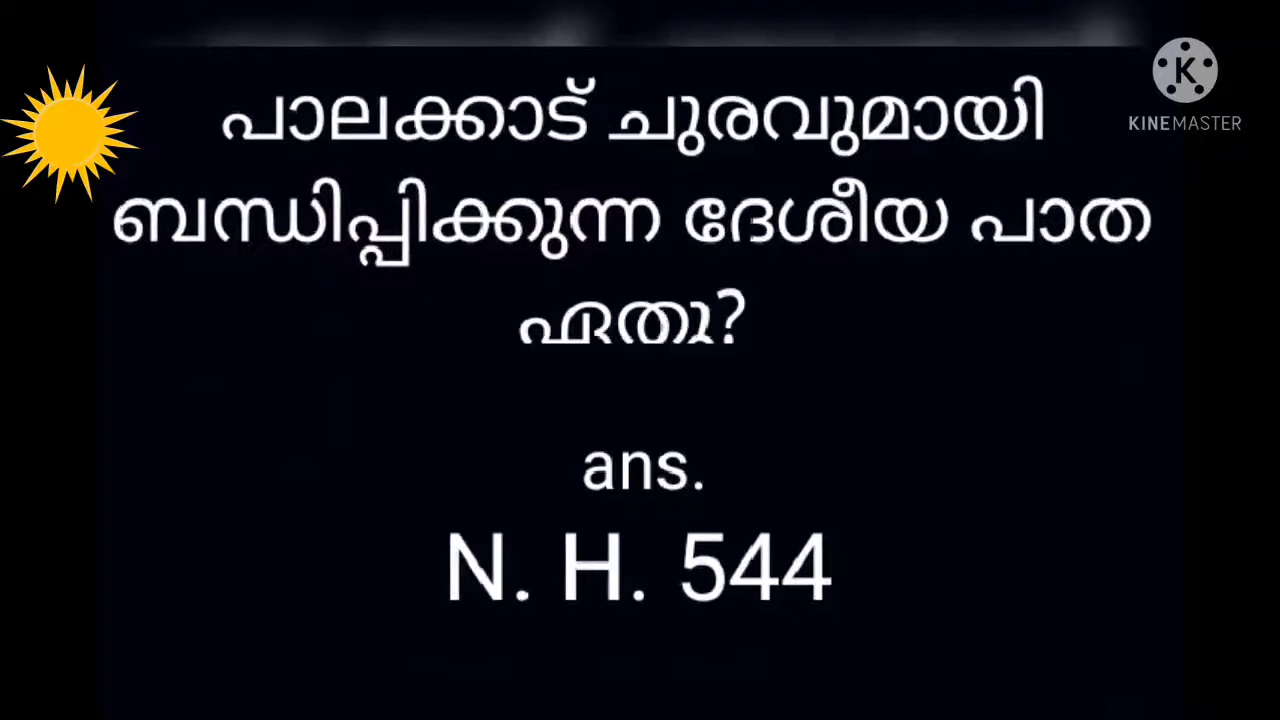 പാലക്കാട് ചുരവുമായി
KINEMASTER
ബന്ധിപ്പിക്കുന്ന ദേശീയ പാത
ഏതു?
ans.
N. H. 544